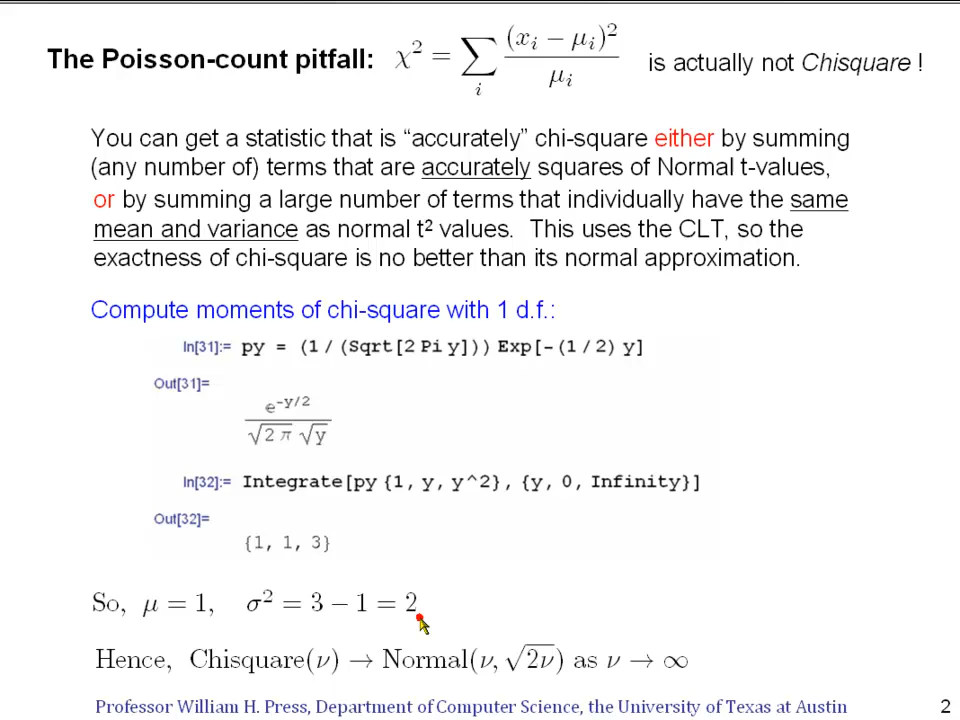 The Poisson-count pitfall: χ² = ∑_i (x_i − μ_i)² / μ_i is actually not Chisquare !
You can get a statistic that is “accurately” chi-square either by summing
(any number of) terms that are accurately squares of Normal t-values,
or by summing a large number of terms that individually have the same
mean and variance as normal t² values. This uses the CLT, so the
exactness of chi-square is no better than its normal approximation.
Compute moments of chi-square with 1 d.f.:
In[31]:= py = (1 / (Sqrt[2 Pi y])) Exp[-(1 / 2) y]
Out[31]=
e^(-y/2) / (√(2 π) √y)
In[32]:= Integrate[py {1, y, y^2}, {y, 0, Infinity}]
Out[32]=
{1, 1, 3}
So, μ = 1, σ² = 3 − 1 = 2
Hence, Chisquare(ν) → Normal(ν, √(2ν)) as ν → ∞
Professor William H. Press, Department of Computer Science, the University of Texas at Austin 2